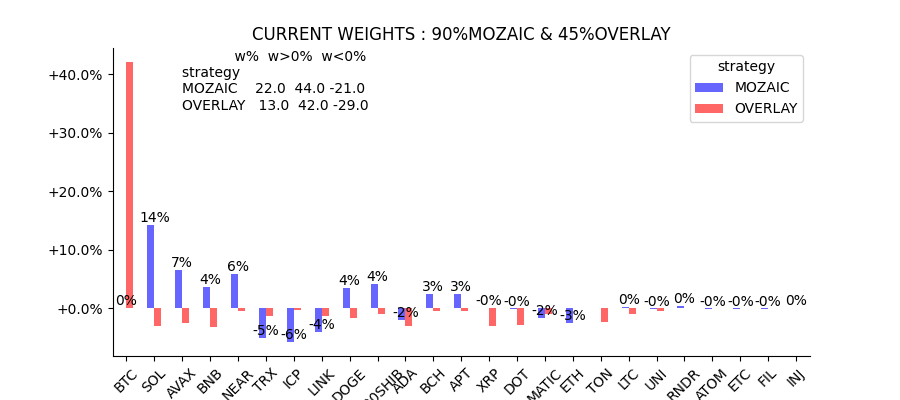 CURRENT WEIGHTS : 90%MOZAIC & 45%OVERLAY
w% w>0% w<0%
strategy
MOZAIC 22.0 44.0 -21.0
OVERLAY 13.0 42.0 -29.0
strategy
MOZAIC
OVERLAY
+40.0%
+30.0%
+20.0%
+10.0%
+0.0%
0%
14%
7%
4%
6%
-5%
-6%
-4%
4%
4%
-2%
3%
3%
-0%
-0%
-2%
-3%
0%
-0%
0%
-0%
-0%
-0%
0%
BTC
SOL
AVAX
BNB
NEAR
TRX
ICP
LINK
DOGE
00SHIB
ADA
BCH
APT
XRP
DOT
MATIC
ETH
TON
LTC
UNI
RNDR
ATOM
ETC
FIL
INJ